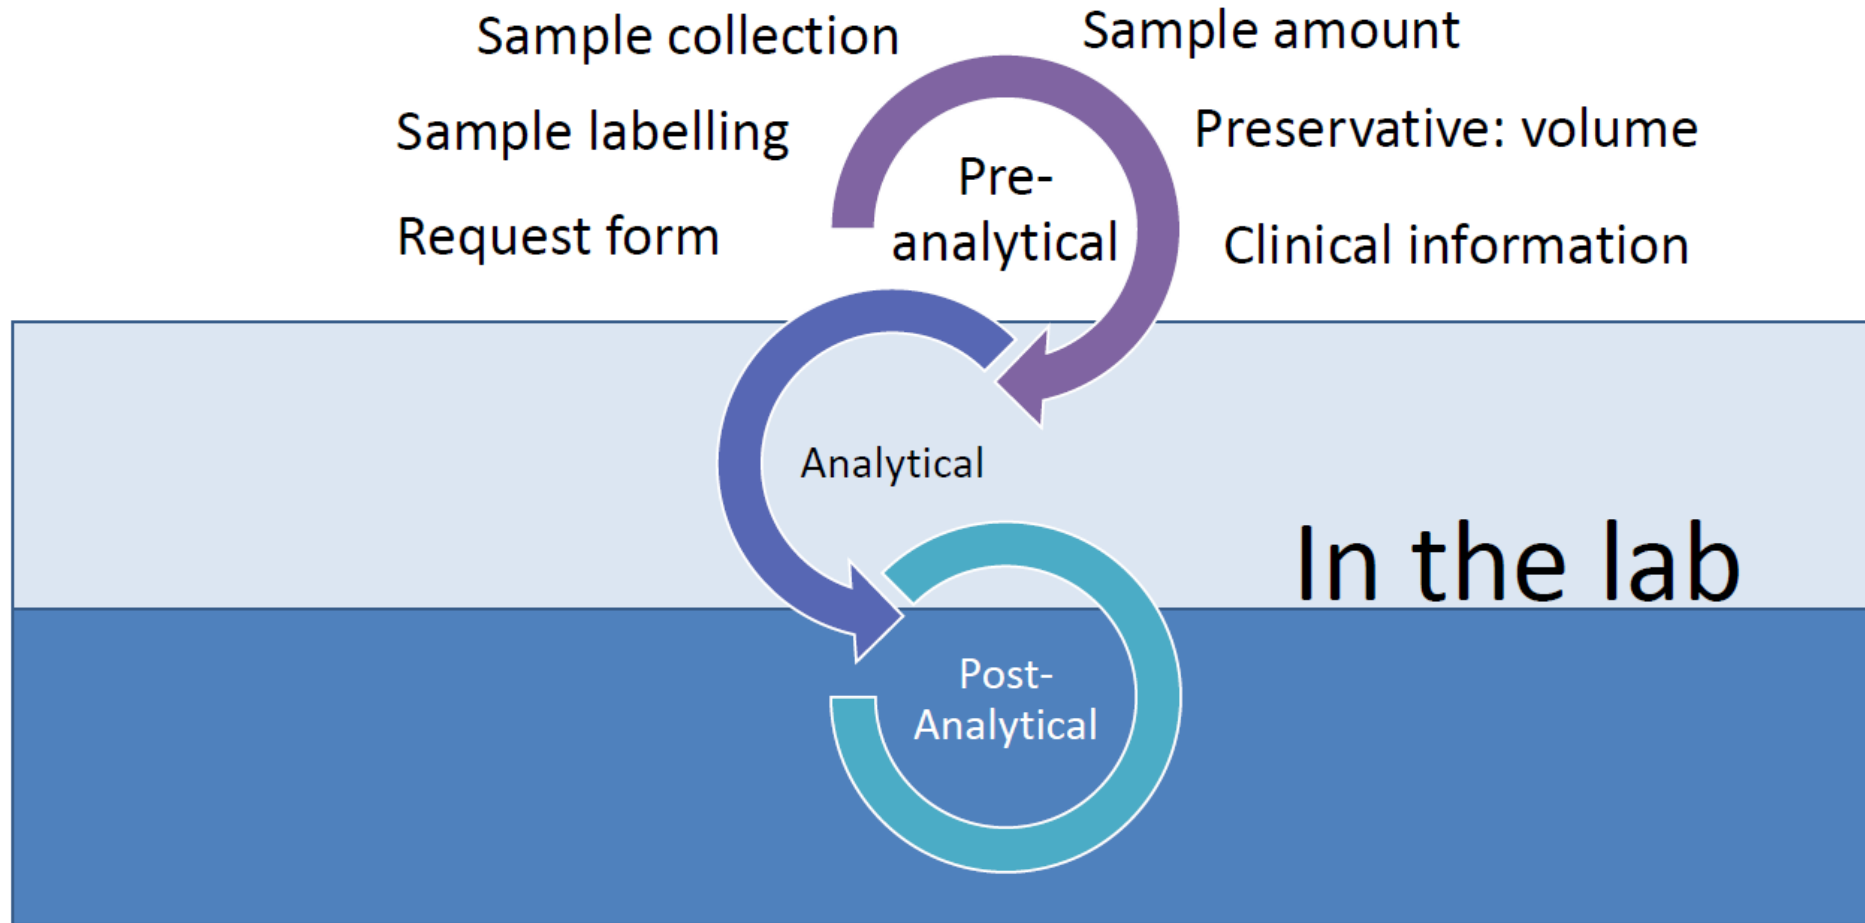 Sample collection
Sample amount
Sample labelling
Preservative: volume
Pre-
analytical
Request form
Clinical information
Analytical
In the lab
Post-
Analytical